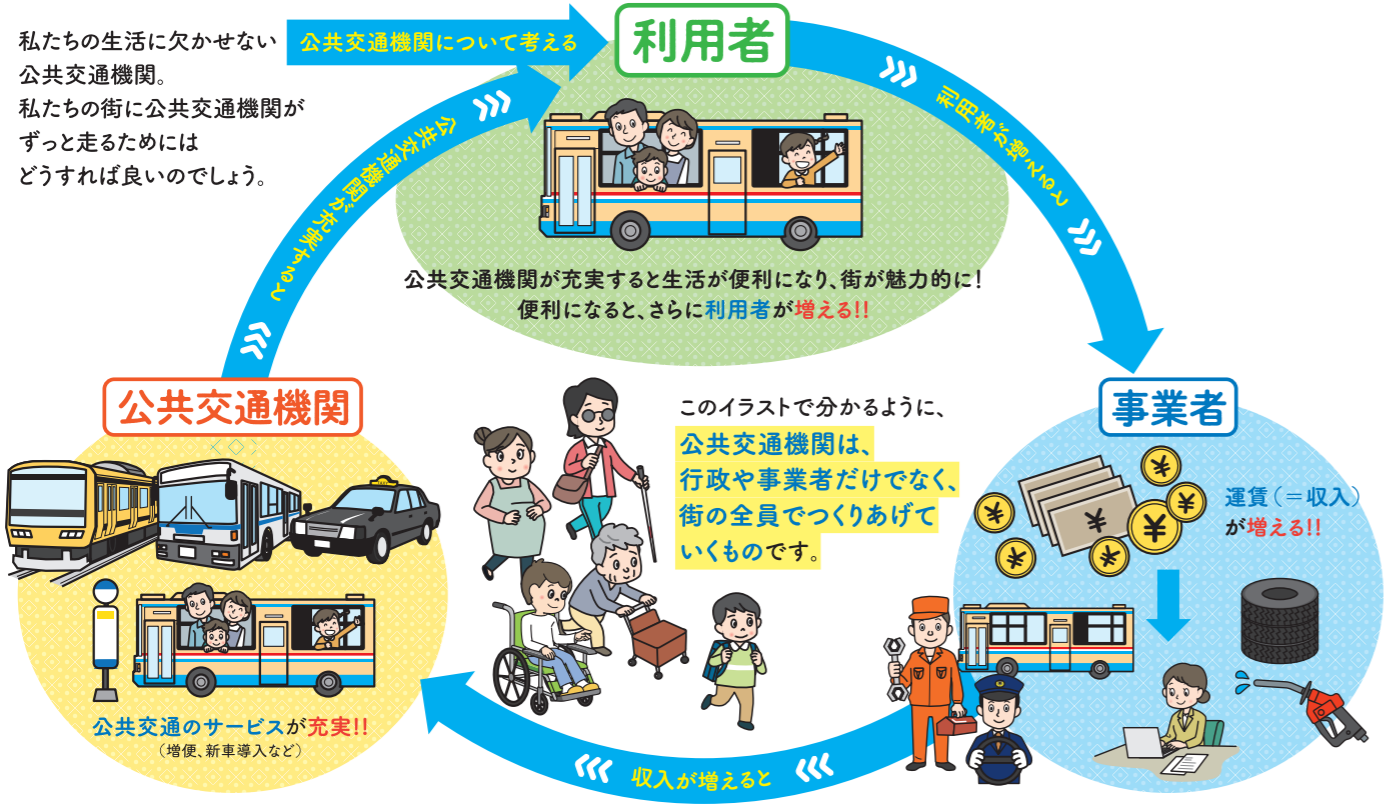 私たちの生活に欠かせない
公共交通機関。
私たちの街に公共交通機関が
ずっと走るためには
どうすれば良いのでしょう。
公共交通機関について考える
利用者
公共交通機関が充実すると生活が便利になり、街が魅力的に!
便利になると、さらに利用者が増える!!
利用者が増えると
事業者
運賃(=収入)
が増える!!
収入が増えると
公共交通機関
公共交通のサービスが充実!!
(増便、新車導入など)
公共交通機関が充実すると
このイラストで分かるように、
公共交通機関は、
行政や事業者だけでなく、
街の全員でつくりあげて
いくものです。